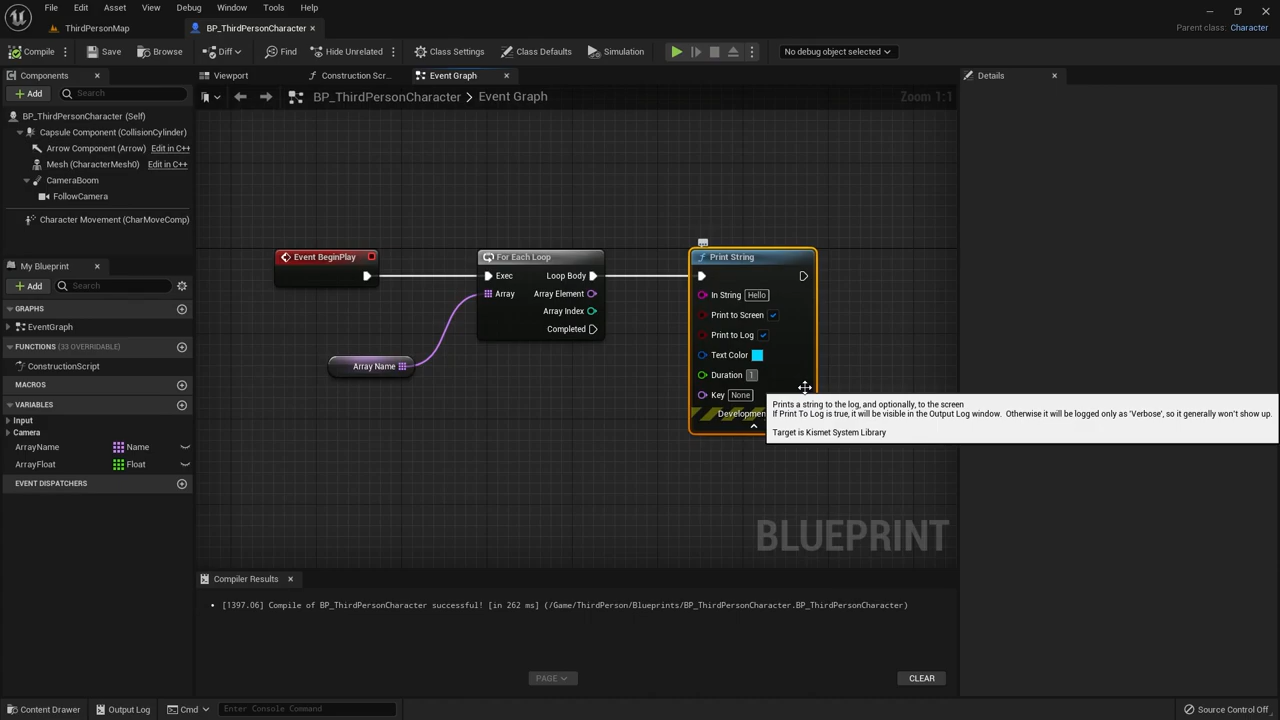 File Edit Asset View Debug Window Tools Help
ThirdPersonMap
BP_ThirdPersonCharacter
Parent class: Character
Compile
Save
Browse
Diff
Find
Hide Unrelated
Class Settings
Class Defaults
Simulation
No debug object selected
Components
Add
Search
BP_ThirdPersonCharacter (Self)
Capsule Component (CollisionCylinder)
Arrow Component (Arrow) Edit in C++
Mesh (CharacterMesh0) Edit in C++
CameraBoom
FollowCamera
Character Movement (CharMoveComp)
My Blueprint
Add
Search
GRAPHS
EventGraph
FUNCTIONS (33 OVERRIDABLE)
ConstructionScript
MACROS
VARIABLES
Input
Camera
ArrayName Name
ArrayFloat Float
EVENT DISPATCHERS
Viewport
Construction Scr...
Event Graph
BP_ThirdPersonCharacter > Event Graph
Zoom 1:1
Event BeginPlay
Array Name
For Each Loop
Exec Loop Body
Array Array Element
Array Index
Completed
Print String
In String Hello
Print to Screen
Print to Log
Text Color
Duration 1
Key None
Developmen
Prints a string to the log, and optionally, to the screen
If Print To Log is true, it will be visible in the Output Log window. Otherwise it will be logged only as 'Verbose', so it generally won't show up.
Target is Kismet System Library
BLUEPRINT
Details
Compiler Results
[1397.06] Compile of BP_ThirdPersonCharacter successful! [in 262 ms] (/Game/ThirdPerson/Blueprints/BP_ThirdPersonCharacter.BP_ThirdPersonCharacter)
PAGE
CLEAR
Content Drawer
Output Log
Cmd
Enter Console Command
Source Control Off